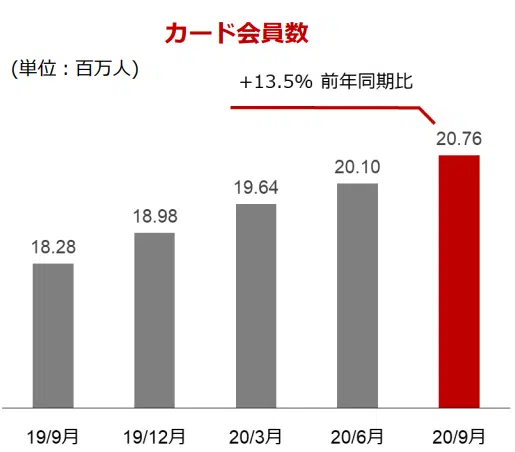 カード会員数
(単位：百万人)
+13.5% 前年同期比
20.76
20.10
19.64
18.98
18.28
19/9月 19/12月 20/3月 20/6月 20/9月